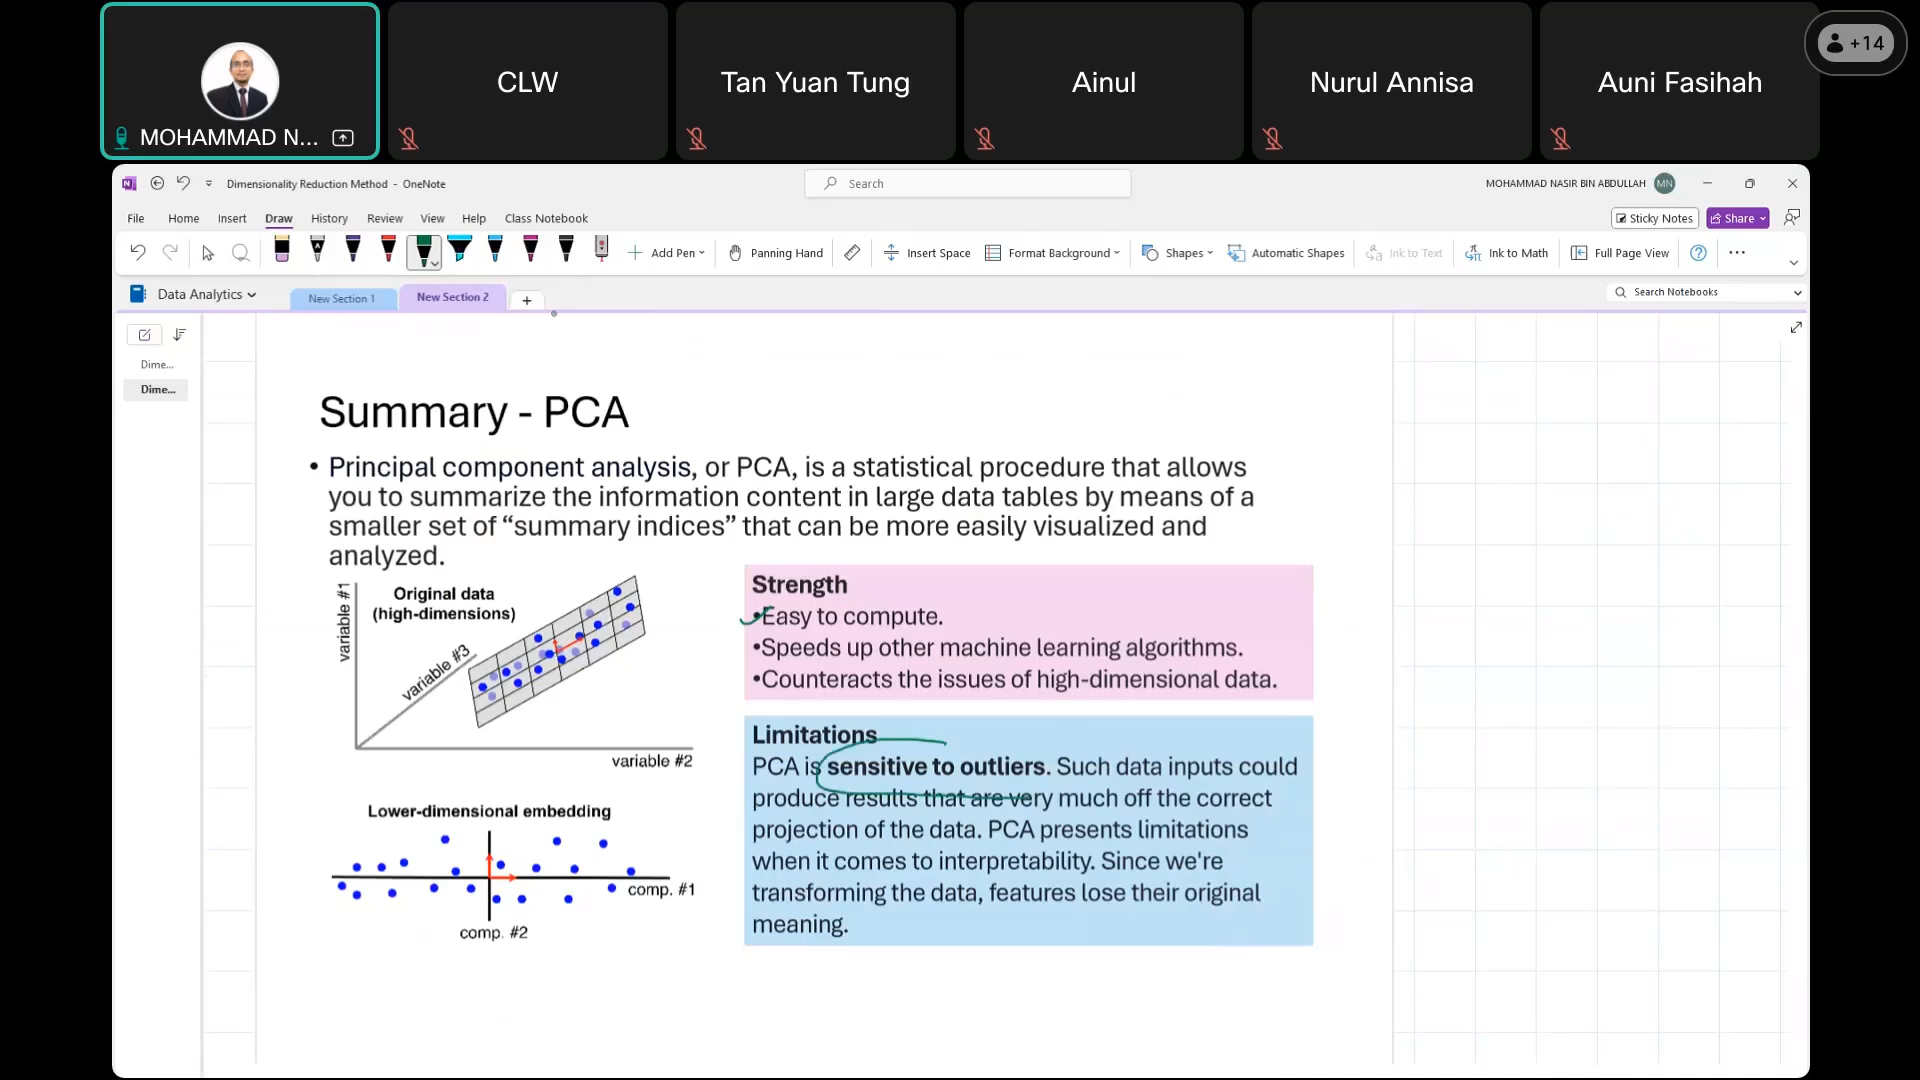 MOHAMMAD N...
CLW
Tan Yuan Tung
Ainul
Nurul Annisa
Auni Fasihah
+14
Dimensionality Reduction Method - OneNote
Search
MOHAMMAD NASIR BIN ABDULLAH
MN
File Home Insert Draw History Review View Help Class Notebook
Sticky Notes
Share
Add Pen
Panning Hand
Insert Space
Format Background
Shapes
Automatic Shapes
Ink to Text
Ink to Math
Full Page View
Data Analytics
New Section 1
New Section 2
+
Search Notebooks
Dime...
Dime...
Summary - PCA
• Principal component analysis, or PCA, is a statistical procedure that allows
you to summarize the information content in large data tables by means of a
smaller set of “summary indices” that can be more easily visualized and
analyzed.
Original data
(high-dimensions)
variable #1
variable #3
variable #2
Lower-dimensional embedding
comp. #1
comp. #2
Strength
•Easy to compute.
•Speeds up other machine learning algorithms.
•Counteracts the issues of high-dimensional data.
Limitations
PCA is sensitive to outliers. Such data inputs could
produce results that are very much off the correct
projection of the data. PCA presents limitations
when it comes to interpretability. Since we're
transforming the data, features lose their original
meaning.